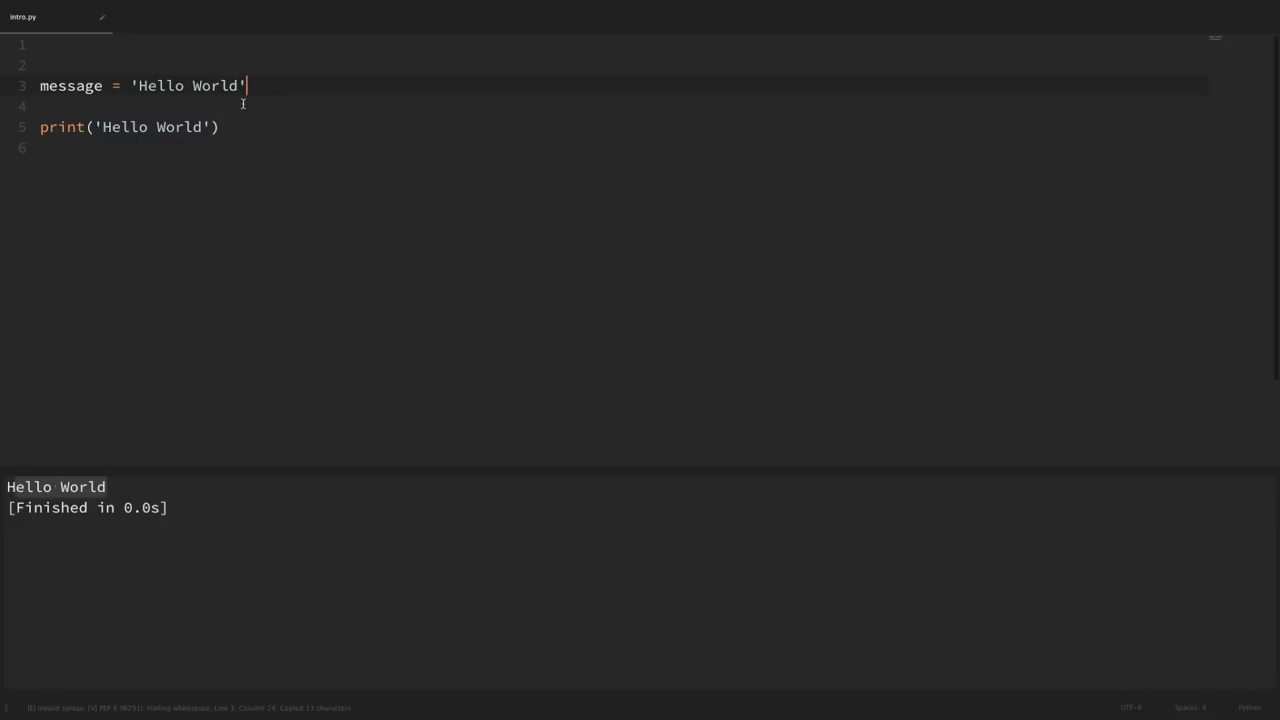 intro.py
1
2
3 message = 'Hello World'
4
5 print('Hello World')
6
Hello World
[Finished in 0.0s]
[E] invalid syntax; [V] PEP 8 (W291): trailing whitespace, Line 3, Column 24, Copied 13 characters
UTF-8 Spaces: 4 Python